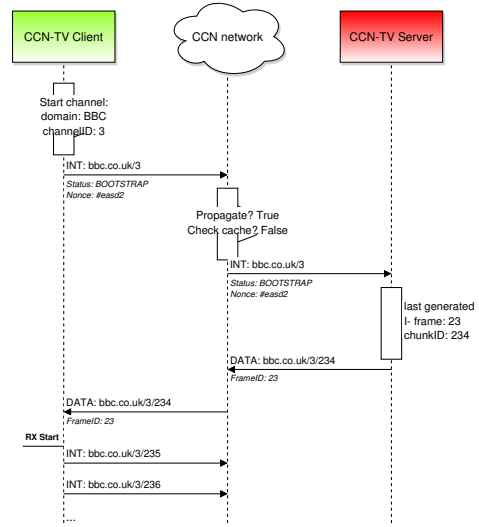 CCN-TV Client
CCN network
CCN-TV Server
Start channel:
domain: BBC
channelID: 3
INT: bbc.co.uk/3
Status: BOOTSTRAP
Nonce: #easd2
Propagate? True
Check cache? False
INT: bbc.co.uk/3
Status: BOOTSTRAP
Nonce: #easd2
last generated
I- frame: 23
chunkID: 234
DATA: bbc.co.uk/3/234
FrameID: 23
DATA: bbc.co.uk/3/234
FrameID: 23
RX Start
INT: bbc.co.uk/3/235
INT: bbc.co.uk/3/236
...